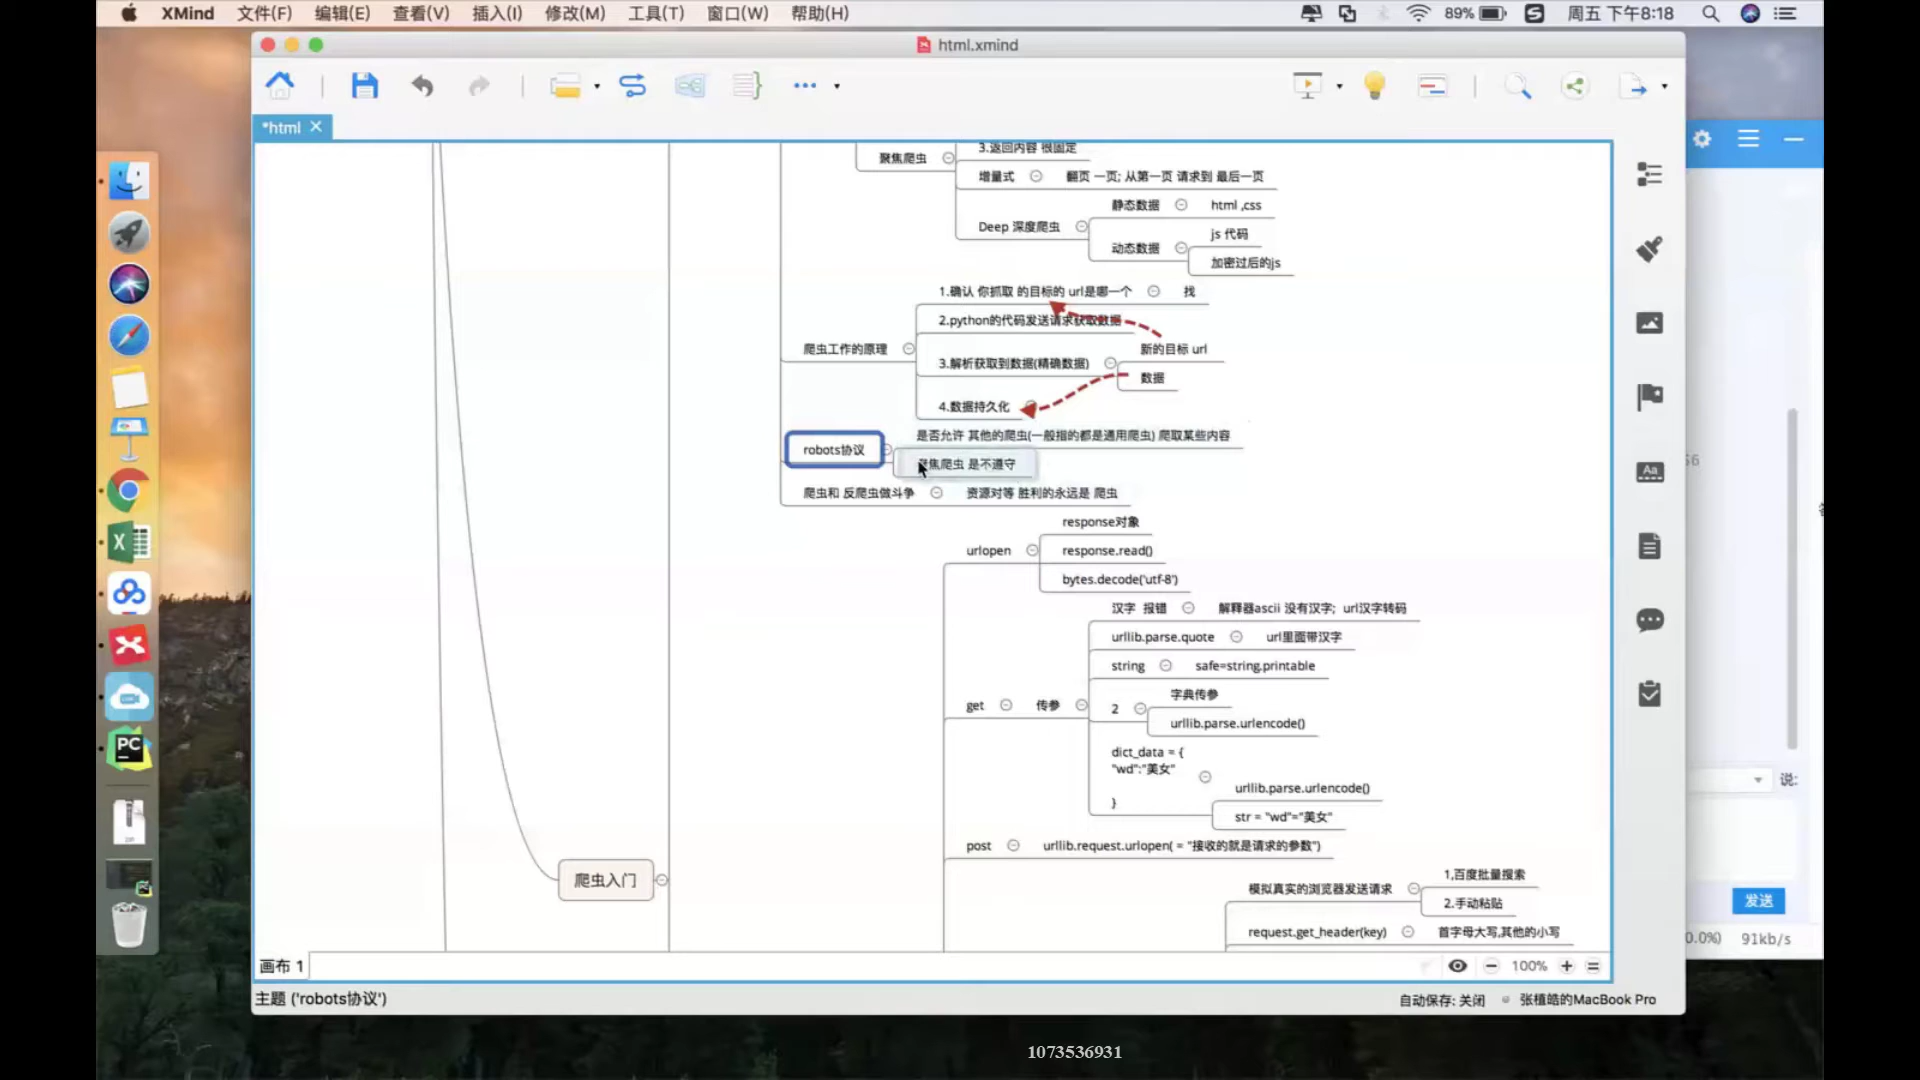 XMind 文件(F) 编辑(E) 查看(V) 插入(I) 修改(M) 工具(T) 窗口(W) 帮助(H) 89% 周五 下午8:18
html.xmind
*html
3.返回内容 很固定
聚焦爬虫
增量式 翻页 一页; 从第一页 请求到 最后一页
静态数据 html ,css
Deep 深度爬虫
js 代码
动态数据
加密过后的js
1.确认 你抓取 的目标的 url是哪一个 找
2.python的代码发送请求获取数据
爬虫工作的原理
新的目标 url
3.解析获取到数据(精确数据)
数据
4.数据持久化
是否允许 其他的爬虫(一般指的都是通用爬虫) 爬取某些内容
robots协议
焦爬虫 是不遵守
爬虫和 反爬虫做斗争 资源对等 胜利的永远是 爬虫
response对象
urlopen
response.read()
bytes.decode('utf-8')
汉字 报错 解释器ascii 没有汉字; url汉字转码
urllib.parse.quote url里面带汉字
string safe=string.printable
字典传参
get 传参 2
urllib.parse.urlencode()
dict_data = {
"wd":"美女"
}
urllib.parse.urlencode()
str = "wd"="美女"
post urllib.request.urlopen( = "接收的就是请求的参数")
1,百度批量搜索
模拟真实的浏览器发送请求
2.手动粘贴
爬虫入门
request.get_header(key) 首字母大写,其他的小写
画布 1
100%
主题 ('robots协议')
自动保存: 关闭 张植皓的MacBook Pro
说:
发送
0.0%) 91kb/s
1073536931